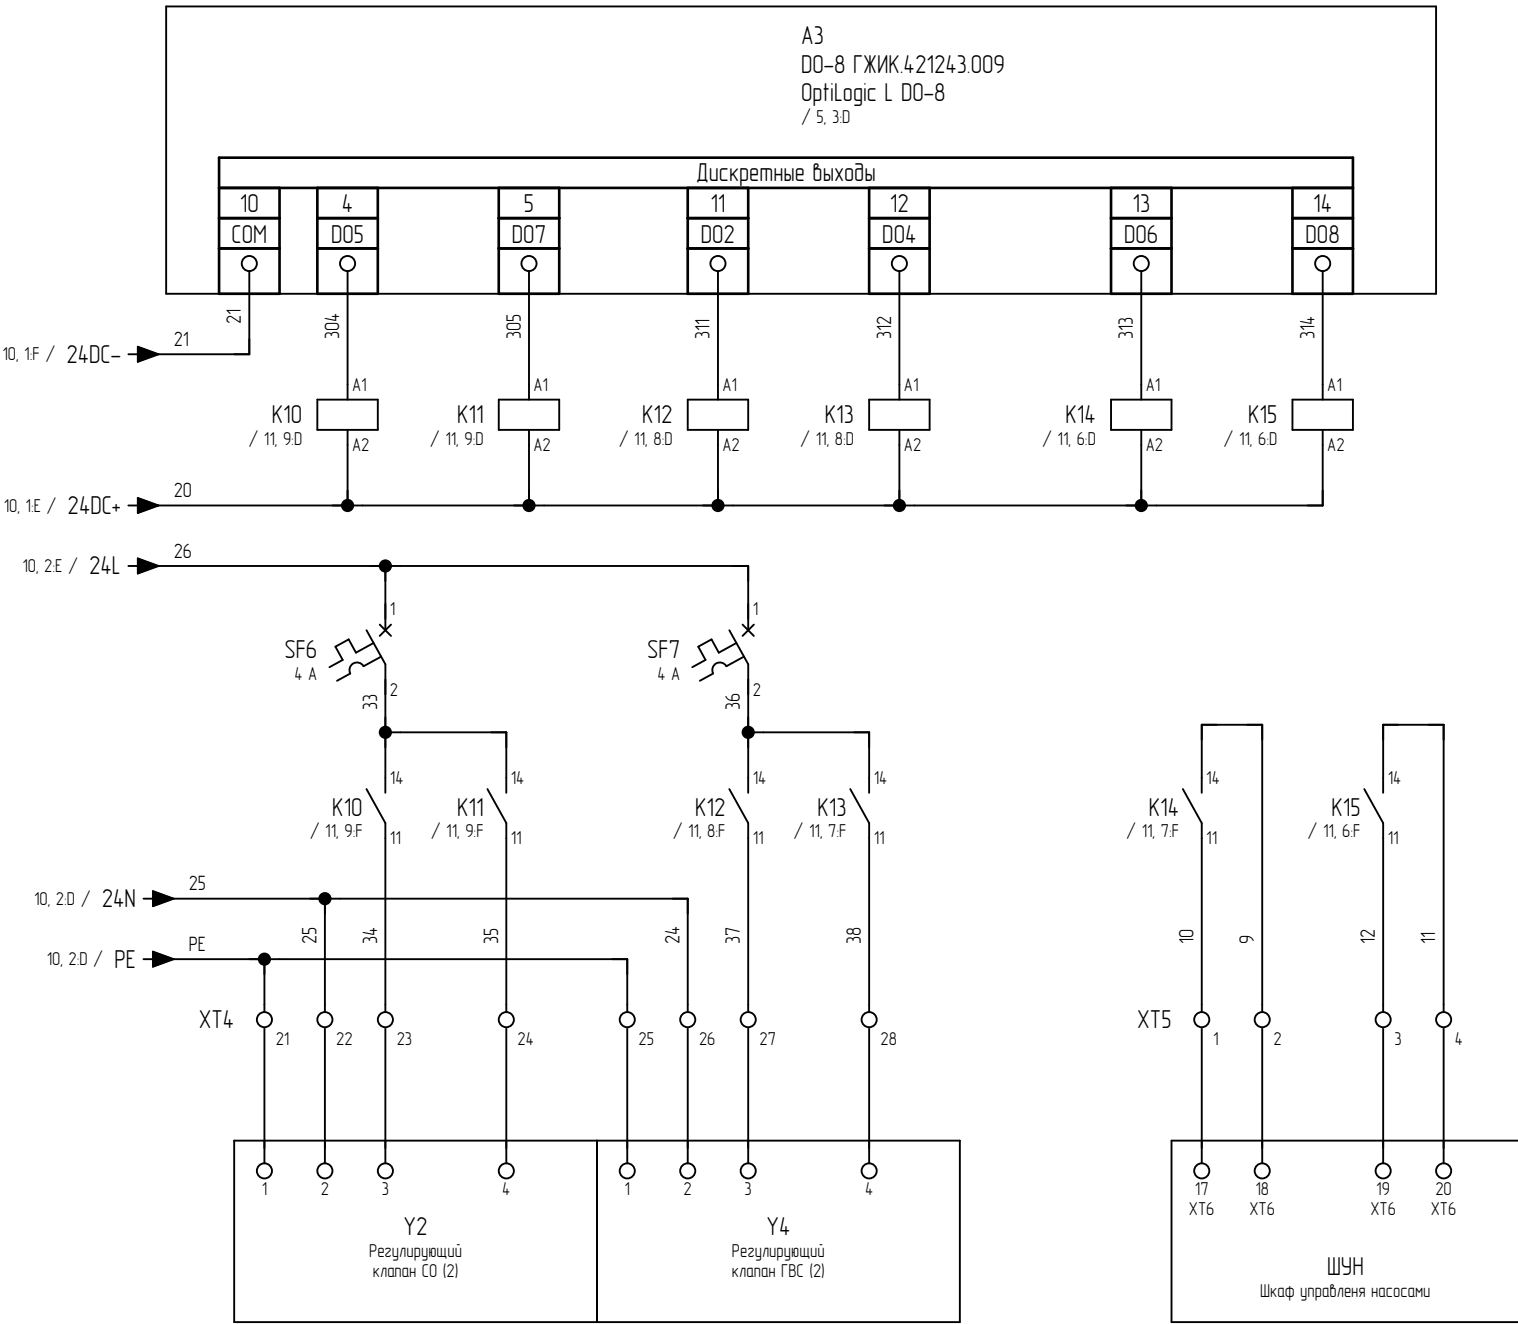 А3
DO-8 ГЖИК.421243.009
OptiLogic L DO-8
/ 5, 3:D
Дискретные выходы
10 4 5 11 12 13 14
COM DO5 DO7 DO2 DO4 DO6 DO8
21 304 305 311 312 313 314
10, 1:F / 24DC- 21
A1 A1 A1 A1 A1 A1
K10 K11 K12 K13 K14 K15
/ 11, 9:D / 11, 9:D / 11, 8:D / 11, 8:D / 11, 6:D / 11, 6:D
A2 A2 A2 A2 A2 A2
10, 1:E / 24DC+ 20
10, 2:E / 24L 26
1 1
SF6 SF7
4 А 4 А
2 2
33 36
14 14 14 14 14 14
K10 K11 K12 K13 K14 K15
/ 11, 9:F / 11, 9:F / 11, 8:F / 11, 7:F / 11, 7:F / 11, 6:F
11 11 11 11 11 11
10, 2:D / 24N 25
25 34 35 24 37 38 10 9 12 11
10, 2:D / PE PE
XT4 XT5
21 22 23 24 25 26 27 28 1 2 3 4
1 2 3 4 1 2 3 4 17 18 19 20
XT6 XT6 XT6 XT6
Y2 Y4
Регулирующий Регулирующий
клапан СО (2) клапан ГВС (2)
ШУН
Шкаф управленя насосами